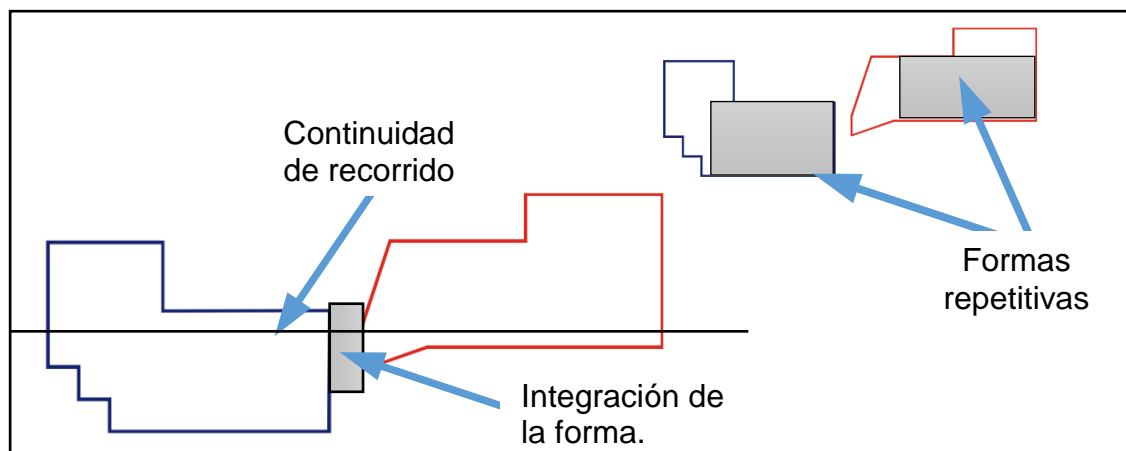 Continuidad
de recorrido
Formas
repetitivas
Integración de
la forma.